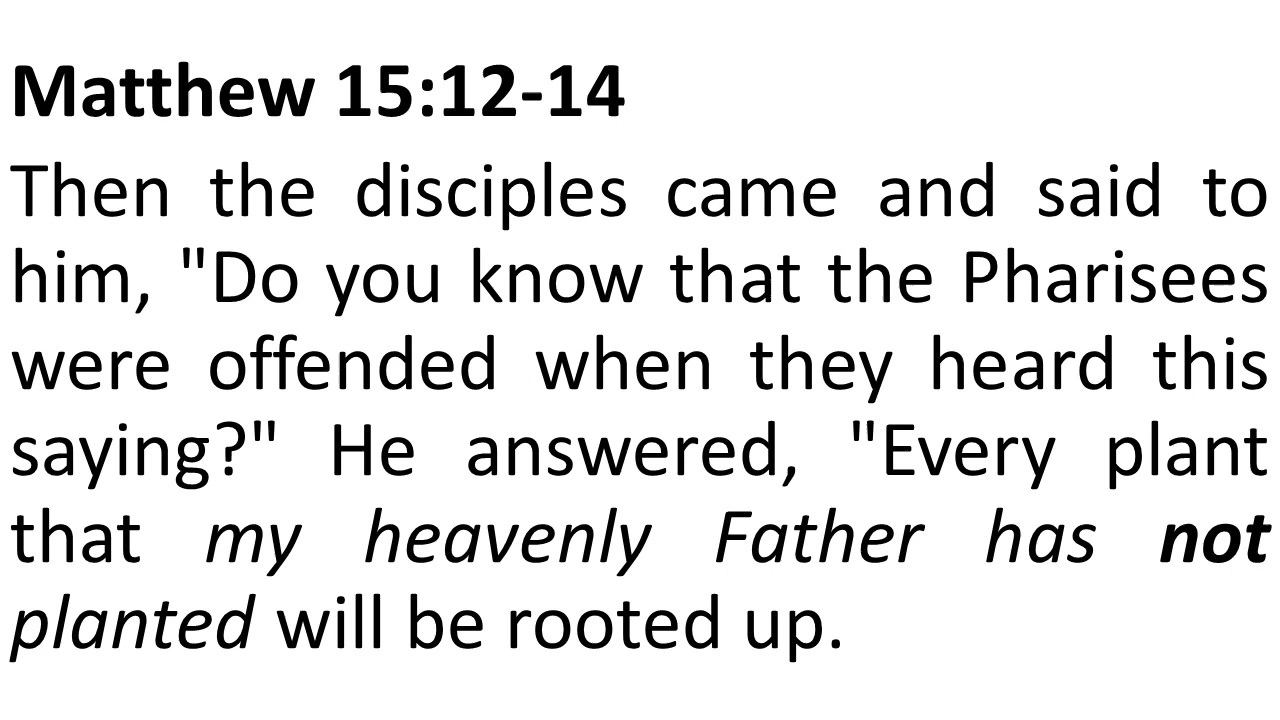 Matthew 15:12-14
Then the disciples came and said to
him, "Do you know that the Pharisees
were offended when they heard this
saying?" He answered, "Every plant
that my heavenly Father has not
planted will be rooted up.